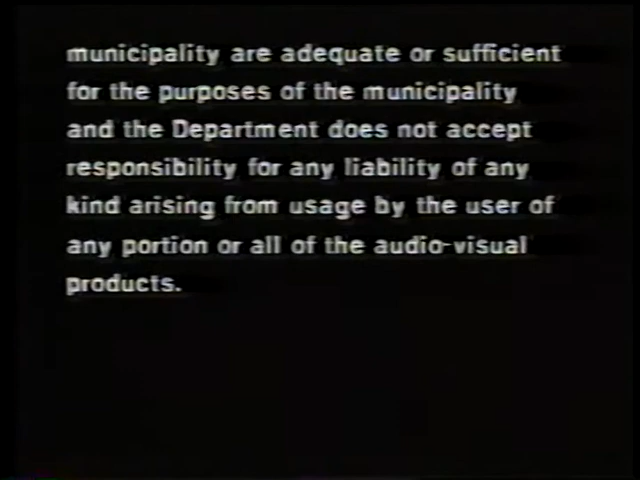 municipality are adequate or sufficient
for the purposes of the municipality
and the Department does not accept
responsibility for any liability of any
kind arising from usage by the user of
any portion or all of the audio-visual
products.